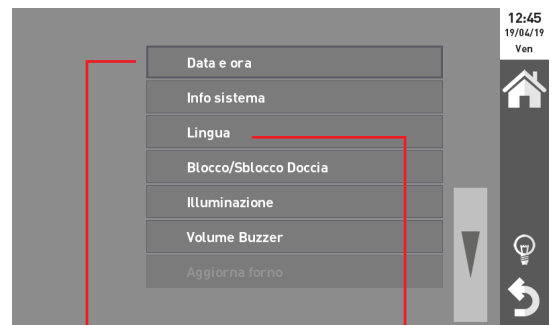 12:45
19/04/19
Ven
Data e ora
Info sistema
Lingua
Blocco/Sblocco Doccia
Illuminazione
Volume Buzzer
Aggiorna forno